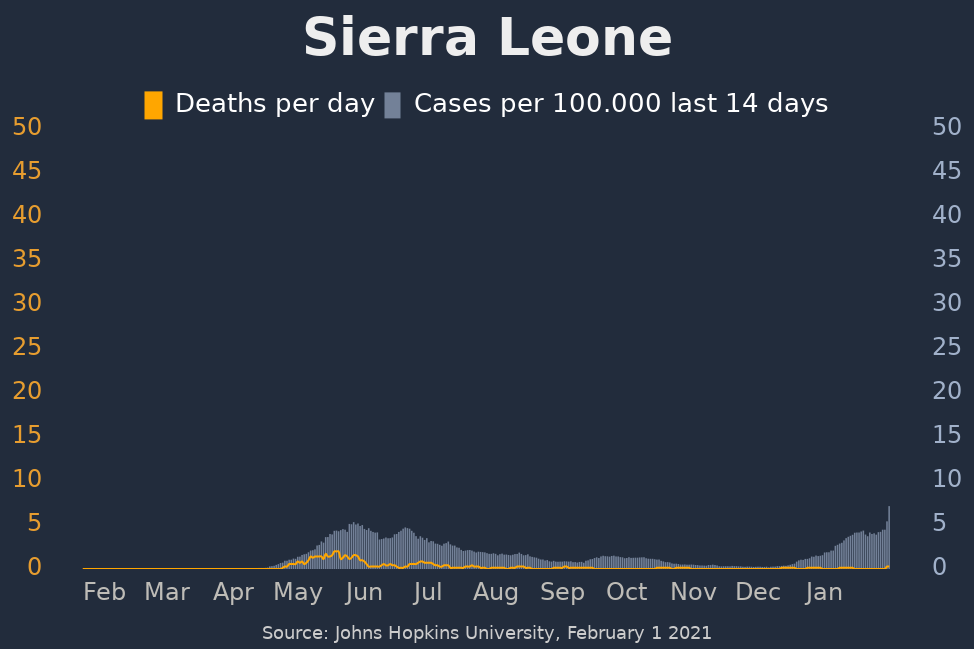 Sierra Leone
Deaths per day Cases per 100.000 last 14 days
50 50
45 45
40 40
35 35
30 30
25 25
20 20
15 15
10 10
5 5
0 0
Feb Mar Apr May Jun Jul Aug Sep Oct Nov Dec Jan
Source: Johns Hopkins University, February 1 2021